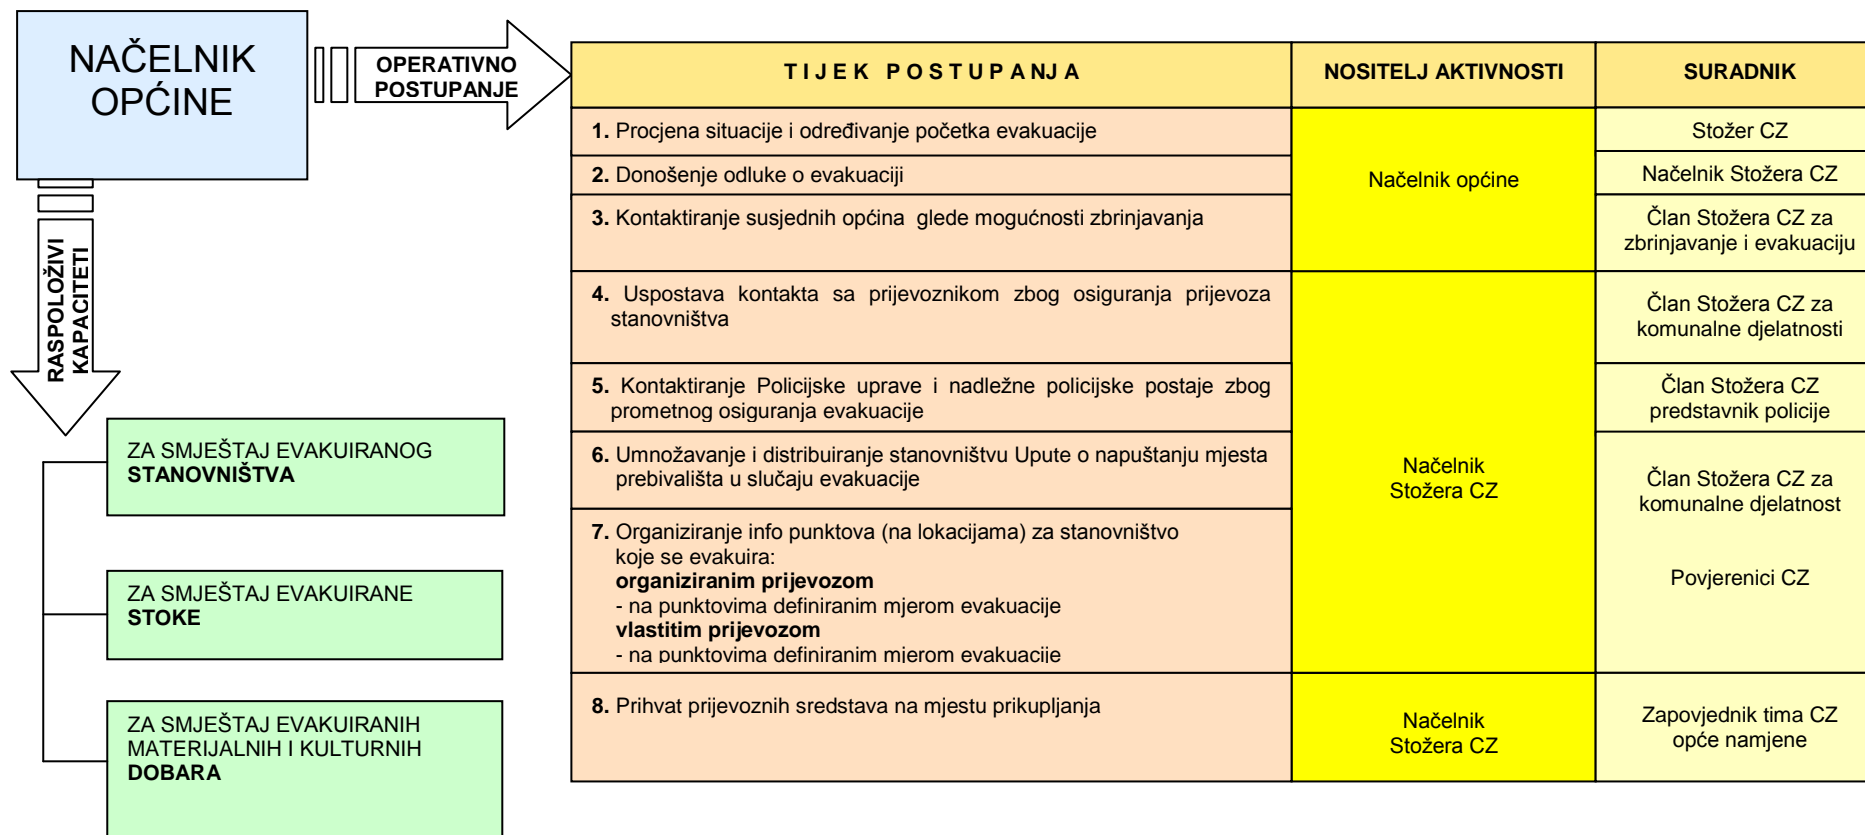 NAČELNIK
OPĆINE
OPERATIVNO
POSTUPANJE
RASPOLOŽIVI
KAPACITETI
ZA SMJEŠTAJ EVAKUIRANOG
STANOVNIŠTVA
ZA SMJEŠTAJ EVAKUIRANE
STOKE
ZA SMJEŠTAJ EVAKUIRANIH
MATERIJALNIH I KULTURNIH
DOBARA
T I J E K  P O S T U P A NJ A
NOSITELJ AKTIVNOSTI
SURADNIK
1. Procjena situacije i određivanje početka evakuacije
Stožer CZ
2. Donošenje odluke o evakuaciji
Načelnik općine
Načelnik Stožera CZ
3. Kontaktiranje susjednih općina  glede mogućnosti zbrinjavanja
Član Stožera CZ za
zbrinjavanje i evakuaciju
4. Uspostava kontakta sa prijevoznikom zbog osiguranja prijevoza
stanovništva
Član Stožera CZ za
komunalne djelatnosti
5. Kontaktiranje Policijske uprave i nadležne policijske postaje zbog
prometnog osiguranja evakuacije
Član Stožera CZ
predstavnik policije
6. Umnožavanje i distribuiranje stanovništvu Upute o napuštanju mjesta
prebivališta u slučaju evakuacije
Načelnik
Stožera CZ
Član Stožera CZ za
komunalne djelatnost
7. Organiziranje info punktova (na lokacijama) za stanovništvo
koje se evakuira:
organiziranim prijevozom
- na punktovima definiranim mjerom evakuacije
vlastitim prijevozom
- na punktovima definiranim mjerom evakuacije
Povjerenici CZ
8. Prihvat prijevoznih sredstava na mjestu prikupljanja
Načelnik
Stožera CZ
Zapovjednik tima CZ
opće namjene